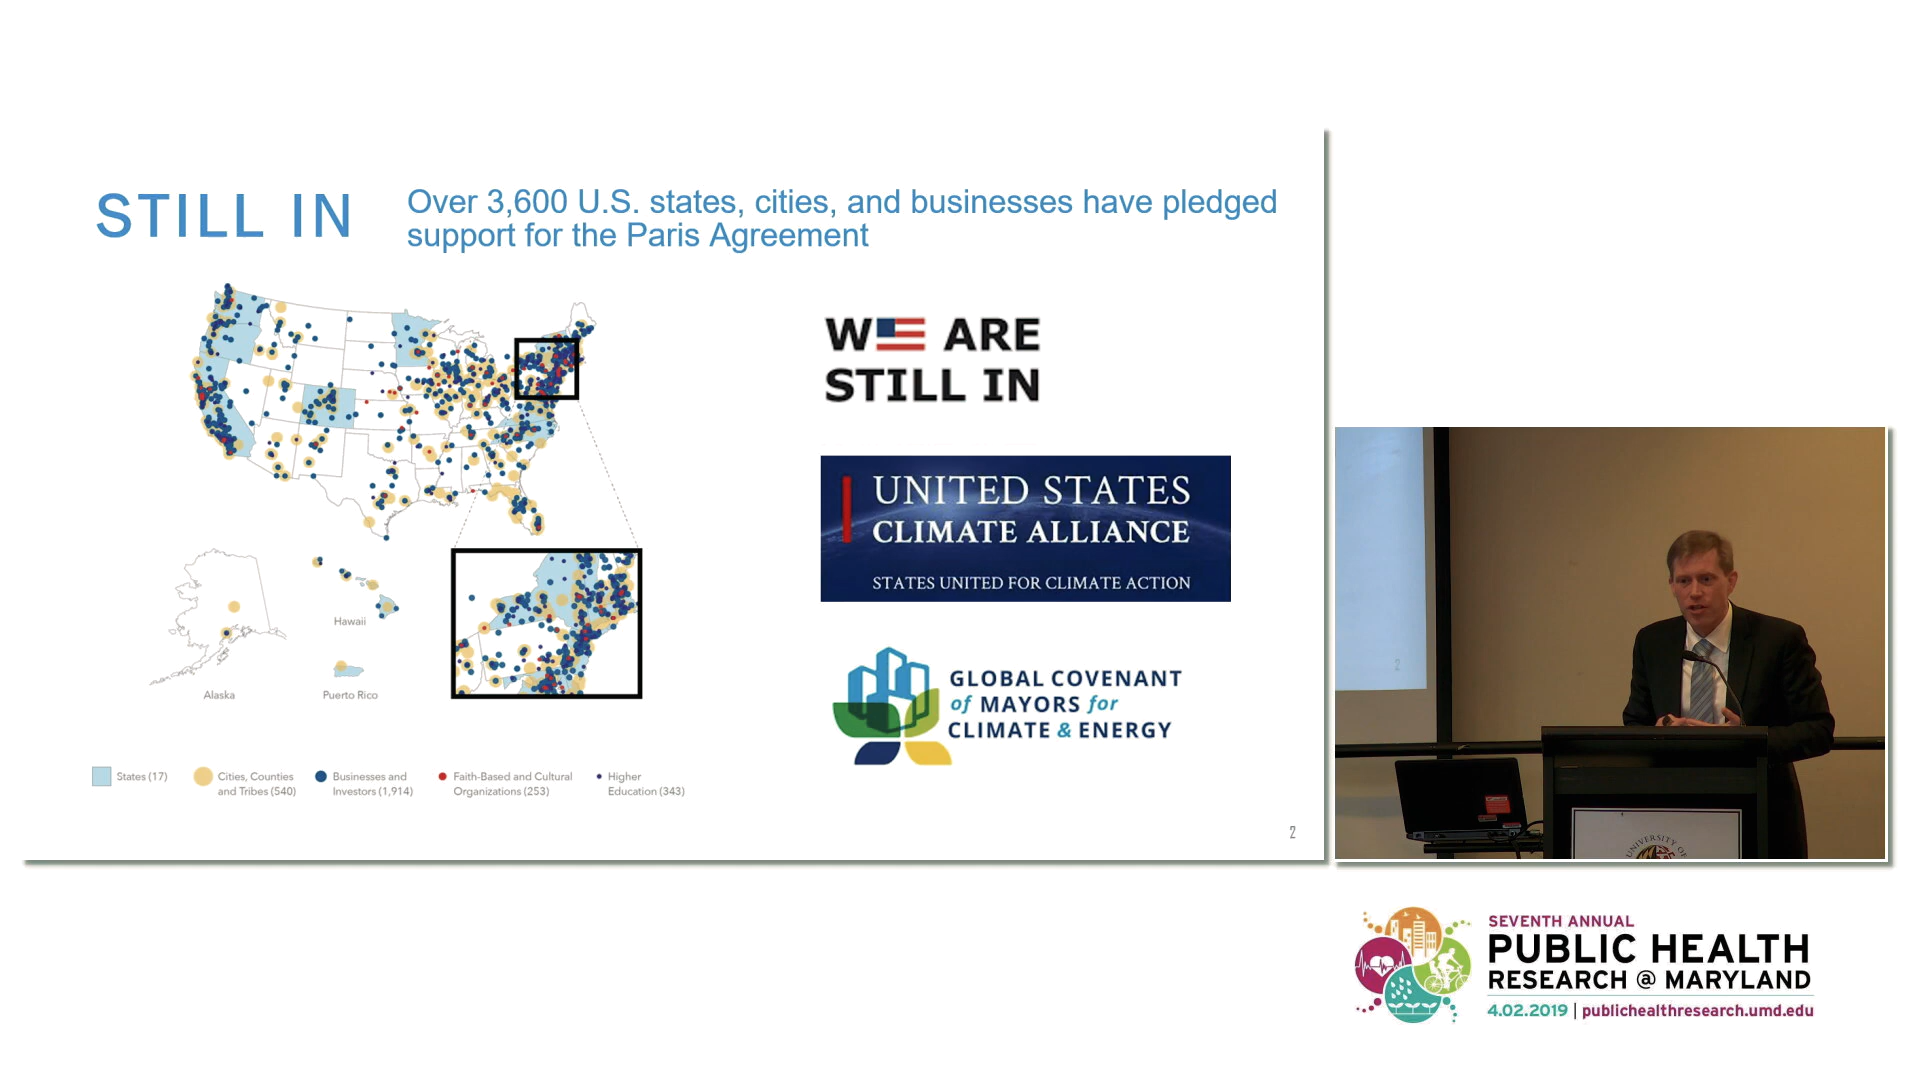 STILL IN
Over 3,600 U.S. states, cities, and businesses have pledged
support for the Paris Agreement
W ARE
STILL IN
UNITED STATES
CLIMATE ALLIANCE
STATES UNITED FOR CLIMATE ACTION
GLOBAL COVENANT
of MAYORS for
CLIMATE & ENERGY
Hawaii
Alaska
Puerto Rico
States (17)
Cities, Counties
and Tribes (540)
Businesses and
Investors (1,914)
Faith-Based and Cultural
Organizations (253)
Higher
Education (343)
2
2
UNIVERSITY OF
SEVENTH ANNUAL
PUBLIC HEALTH
RESEARCH @ MARYLAND
4.02.2019 | publichealthresearch.umd.edu